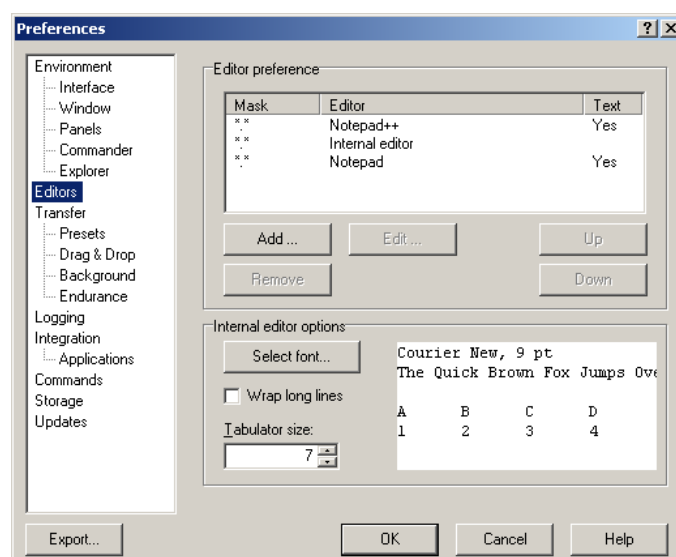 Preferences
Environment
Interface
Window
Panels
Commander
Explorer
Editors
Transfer
Presets
Drag & Drop
Background
Endurance
Logging
Integration
Applications
Commands
Storage
Updates
Editor preference
Mask Editor Text
*.* Notepad++ Yes
*.* Internal editor
*.* Notepad Yes
Add ... Edit ... Up
Remove Down
Internal editor options
Select font...
Wrap long lines
Tabulator size:
7
Courier New, 9 pt
The Quick Brown Fox Jumps Ove
A B C D
1 2 3 4
Export... OK Cancel Help